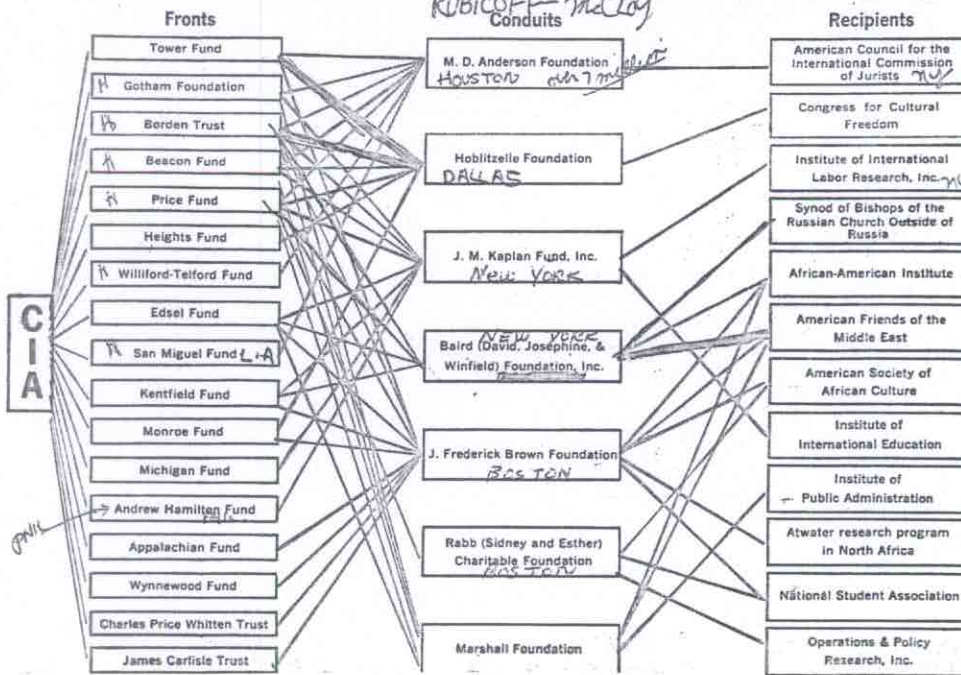 RUBICOFF - McCLoy
Fronts
Conduits
Recipients
CIA
Tower Fund
Gotham Foundation
Borden Trust
Beacon Fund
Price Fund
Heights Fund
Williford-Telford Fund
Edsel Fund
San Miguel Fund L.A
Kentfield Fund
Monroe Fund
Michigan Fund
Andrew Hamilton Fund
Appalachian Fund
Wynnewood Fund
Charles Price Whitten Trust
James Carlisle Trust
M. D. Anderson Foundation
HOUSTON over 7 million
Hoblitzelle Foundation
DALLAS
J. M. Kaplan Fund, Inc.
New YORK
NEW YORK
Baird (David, Josephine, &
Winfield) Foundation, Inc.
J. Frederick Brown Foundation
BOSTON
Rabb (Sidney and Esther)
Charitable Foundation
BOSTON
Marshall Foundation
American Council for the
International Commission
of Jurists NY
Congress for Cultural
Freedom
Institute of International
Labor Research, Inc.
Synod of Bishops of the
Russian Church Outside of
Russia
African-American Institute
American Friends of the
Middle East
American Society of
African Culture
Institute of
International Education
Institute of
Public Administration
Atwater research program
in North Africa
National Student Association
Operations & Policy
Research, Inc.